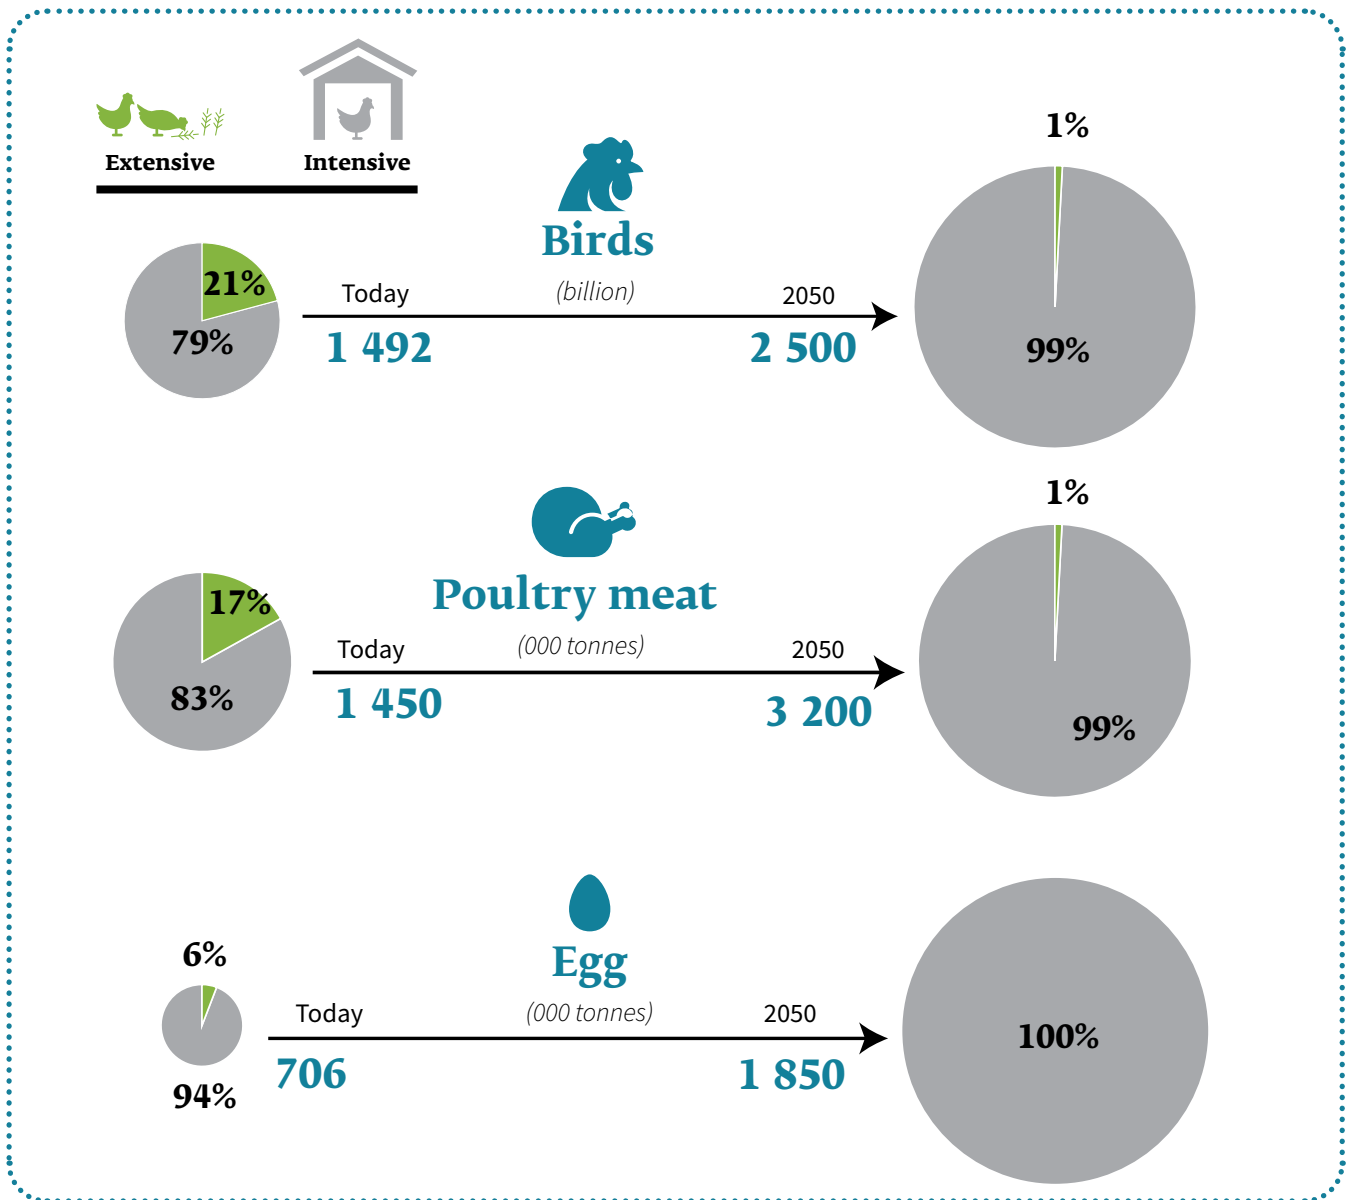 Extensive
Intensive
Birds
(billion)
21%
79%
Today
1 492
2050
2 500
1%
99%
Poultry meat
(000 tonnes)
17%
83%
Today
1 450
2050
3 200
1%
99%
Egg
(000 tonnes)
6%
94%
Today
706
2050
1 850
100%